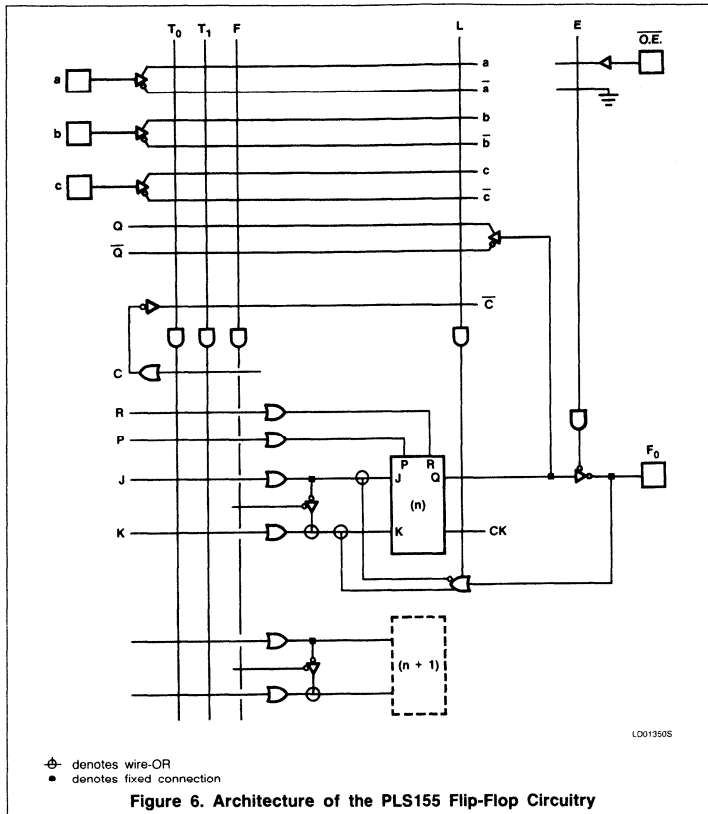 T₀ T₁ F L E O̅.̅E̅.̅
a a
a̅
b b
b̅
c c
c̅
Q
Q̅
C̅
C
R
P
P R F₀
J J Q
(n)
K K CK
(n + 1)
LD01350S
denotes wire-OR
denotes fixed connection
Figure 6. Architecture of the PLS155 Flip-Flop Circuitry